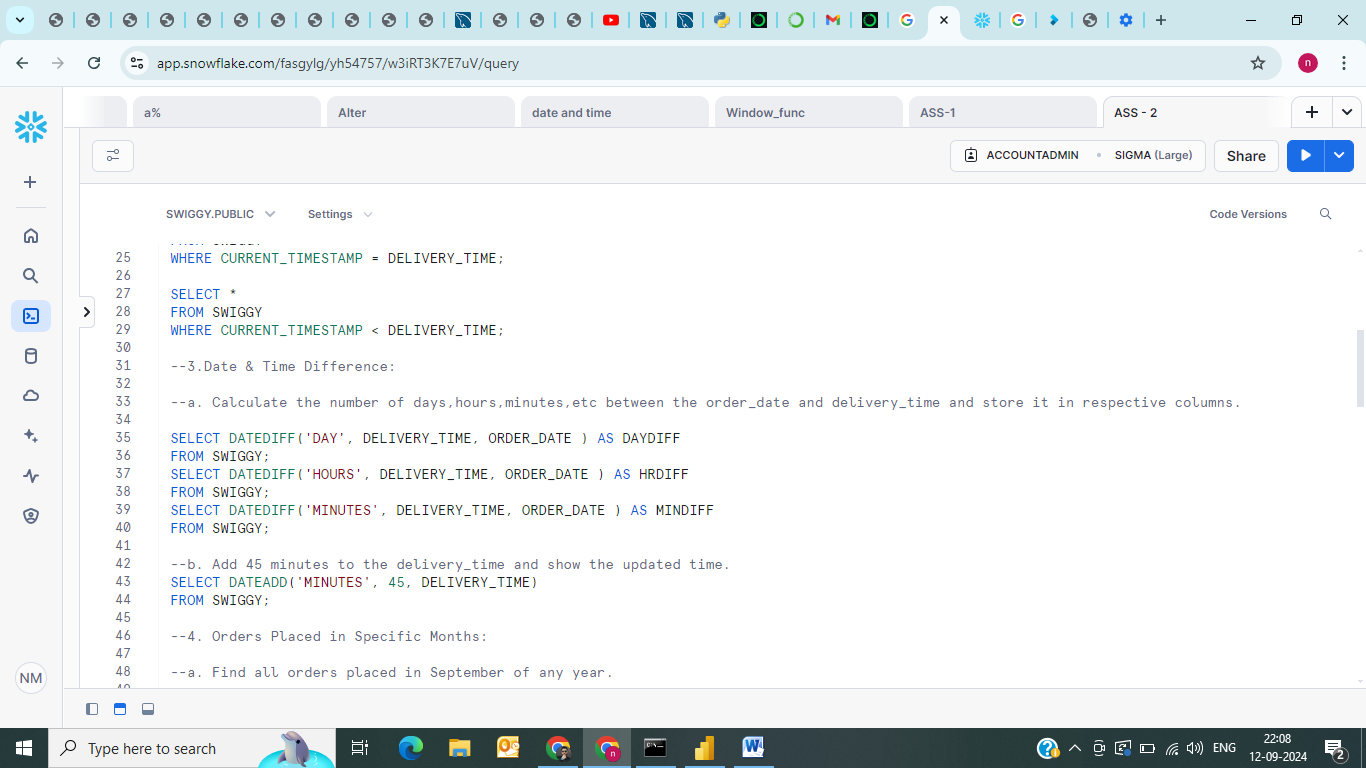 app.snowflake.com/fasgylg/yh54757/w3iRT3K7E7uV/query
n
a%
Alter
date and time
Window_func
ASS-1
ASS - 2
ACCOUNTADMIN
SIGMA (Large)
Share
SWIGGY.PUBLIC
Settings
Code Versions
25 WHERE CURRENT_TIMESTAMP = DELIVERY_TIME;
26
27 SELECT *
28 FROM SWIGGY
29 WHERE CURRENT_TIMESTAMP < DELIVERY_TIME;
30
31 --3.Date & Time Difference:
32
33 --a. Calculate the number of days,hours,minutes,etc between the order_date and delivery_time and store it in respective columns.
34
35 SELECT DATEDIFF('DAY', DELIVERY_TIME, ORDER_DATE ) AS DAYDIFF
36 FROM SWIGGY;
37 SELECT DATEDIFF('HOURS', DELIVERY_TIME, ORDER_DATE ) AS HRDIFF
38 FROM SWIGGY;
39 SELECT DATEDIFF('MINUTES', DELIVERY_TIME, ORDER_DATE ) AS MINDIFF
40 FROM SWIGGY;
41
42 --b. Add 45 minutes to the delivery_time and show the updated time.
43 SELECT DATEADD('MINUTES', 45, DELIVERY_TIME)
44 FROM SWIGGY;
45
46 --4. Orders Placed in Specific Months:
47
48 --a. Find all orders placed in September of any year.
NM
Type here to search
n
ENG
22:08
12-09-2024
2